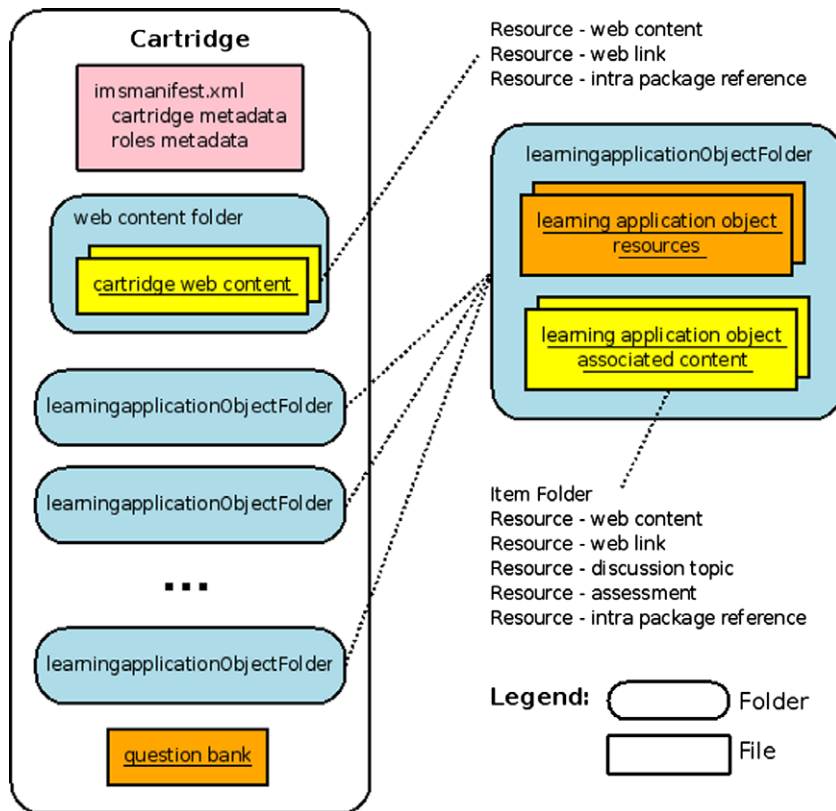 Cartridge
imsmanifest.xml
cartridge metadata
roles metadata
web content folder
cartridge web content
learningapplicationObjectFolder
learningapplicationObjectFolder
...
learningapplicationObjectFolder
question bank
Resource - web content
Resource - web link
Resource - intra package reference
learningapplicationObjectFolder
learning application object
resources
learning application object
associated content
Item Folder
Resource - web content
Resource - web link
Resource - discussion topic
Resource - assessment
Resource - intra package reference
Legend:
Folder
File